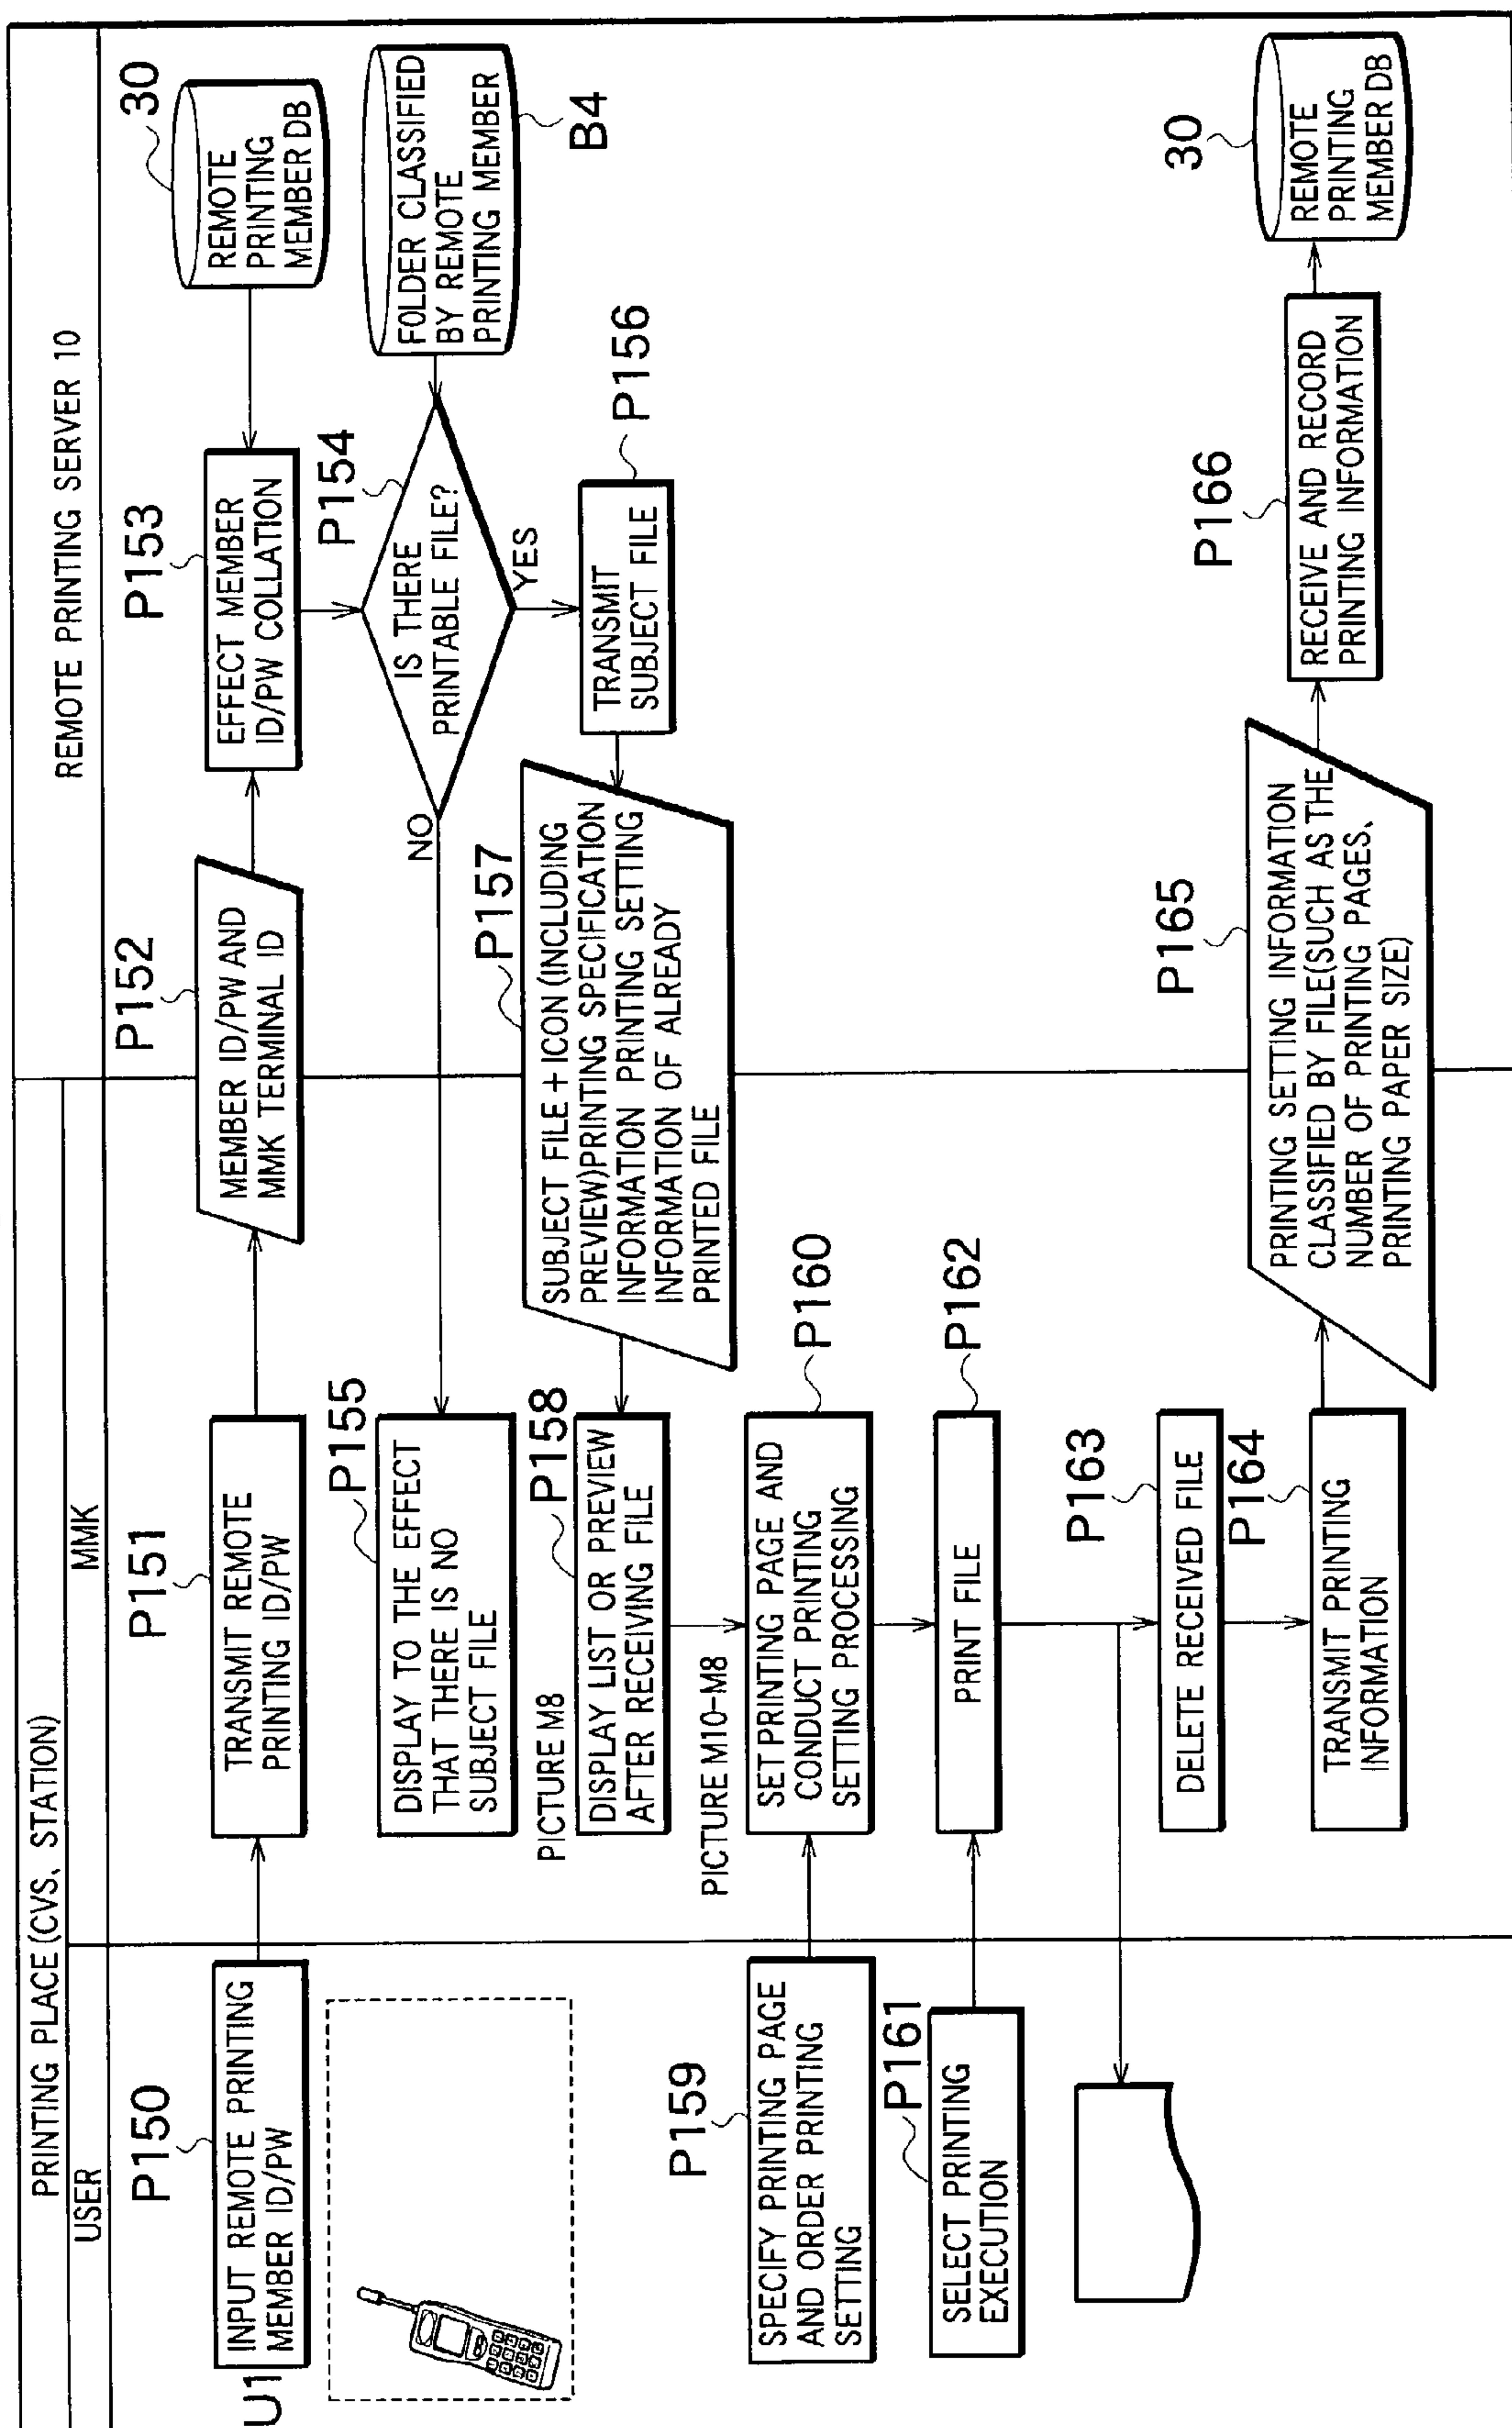 PRINTING PLACE (CVS、STATION)
USER
MMK
REMOTE PRINTING SERVER 10
U1
P150
INPUT REMOTE PRINTING
MEMBER ID/PW
P151
TRANSMIT REMOTE
PRINTING ID/PW
P152
MEMBER ID/PW AND
MMK TERMINAL ID
P153
EFFECT MEMBER
ID/PW COLLATION
30
REMOTE
PRINTING
MEMBER DB
P154
IS THERE
PRINTABLE FILE?
NO
YES
FOLDER CLASSIFIED
BY REMOTE
PRINTING MEMBER
B4
P155
DISPLAY TO THE EFFECT
THAT THERE IS NO
SUBJECT FILE
P156
TRANSMIT
SUBJECT FILE
P157
SUBJECT FILE + ICON (INCLUDING
PREVIEW)PRINTING SPECIFICATION
INFORMATION PRINTING SETTING
INFORMATION OF ALREADY
PRINTED FILE
PICTURE M8
P158
DISPLAY LIST OR PREVIEW
AFTER RECEIVING FILE
P159
SPECIFY PRINTING PAGE
AND ORDER PRINTING
SETTING
PICTURE M10-M8
P160
SET PRINTING PAGE AND
CONDUCT PRINTING
SETTING PROCESSING
P161
SELECT PRINTING
EXECUTION
P162
PRINT FILE
P163
DELETE RECEIVED FILE
P164
TRANSMIT PRINTING
INFORMATION
P165
PRINTING SETTING INFORMATION
CLASSIFIED BY FILE(SUCH AS THE
NUMBER OF PRINTING PAGES、
PRINTING PAPER SIZE)
P166
RECEIVE AND RECORD
PRINTING INFORMATION
30
REMOTE
PRINTING
MEMBER DB